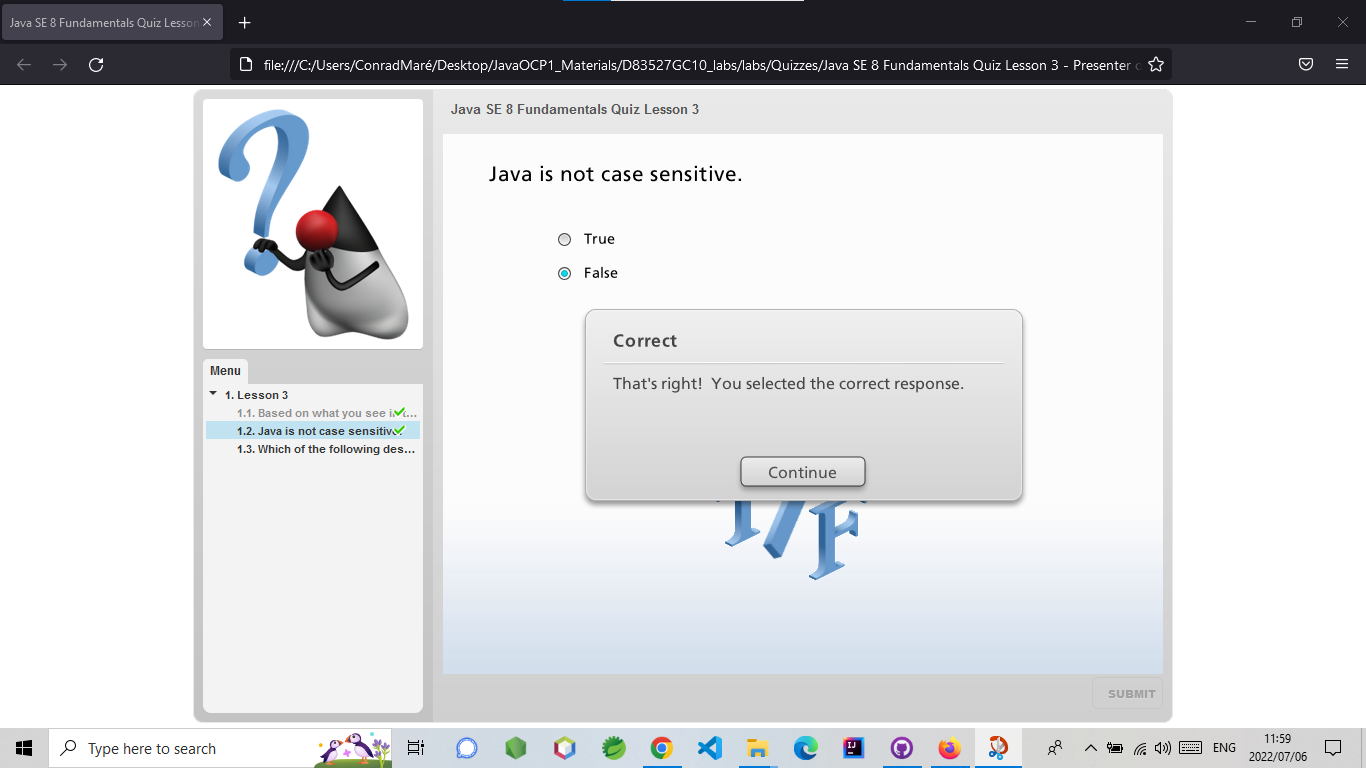 Java SE 8 Fundamentals Quiz Lesson
file:///C:/Users/ConradMaré/Desktop/JavaOCP1_Materials/D83527GC10_labs/labs/Quizzes/Java SE 8 Fundamentals Quiz Lesson 3 - Presenter
Java SE 8 Fundamentals Quiz Lesson 3
Java is not case sensitive.
True
False
Correct
That's right! You selected the correct response.
Continue
T/F
Menu
1. Lesson 3
1.1. Based on what you see in t...
1.2. Java is not case sensitive.
1.3. Which of the following des...
SUBMIT
Type here to search
ENG
11:59
2022/07/06